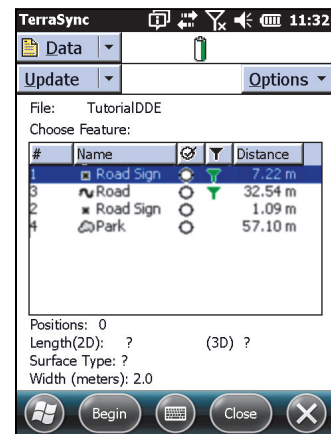 TerraSync 11:32
Data
Update Options
File: TutorialDDE
Choose Feature:
# Name Distance
1 Road Sign 7.22 m
3 Road 32.54 m
2 Road Sign 1.09 m
4 Park 57.10 m
Positions: 0
Length(2D): ? (3D) ?
Surface Type: ?
Width (meters): 2.0
Begin Close